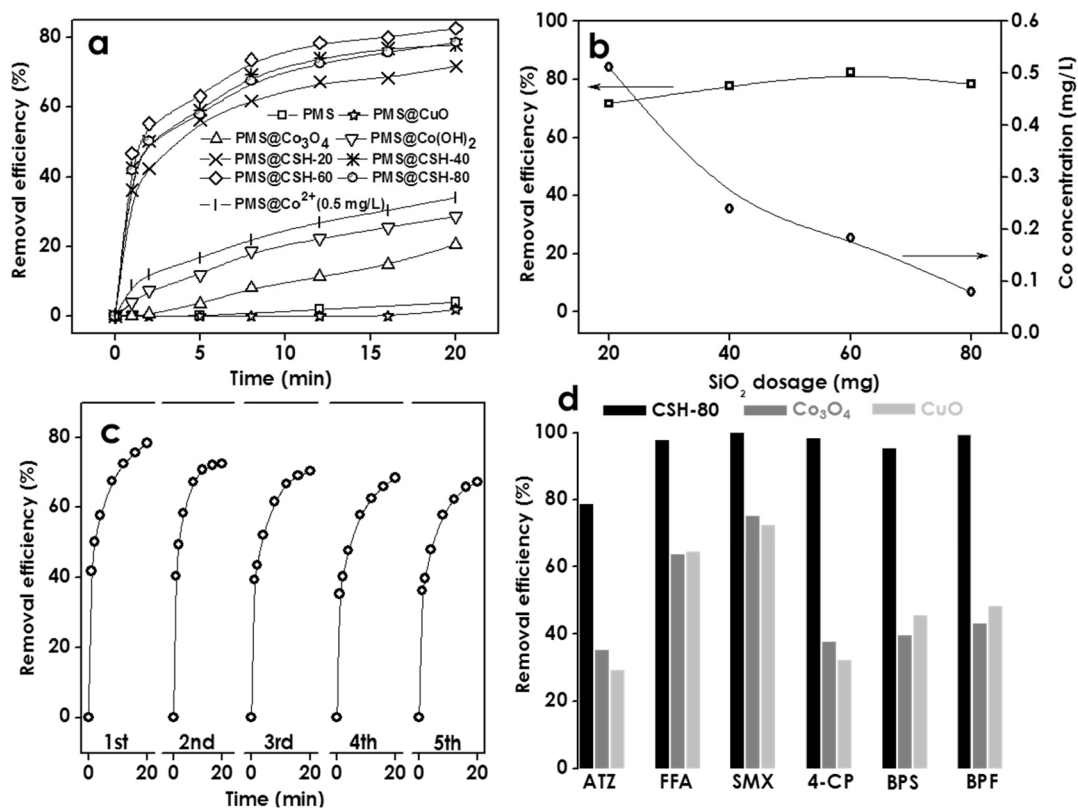 a
Removal efficiency (%)
80
60
40
20
0
PMS PMS@CuO
PMS@Co₃O₄ PMS@Co(OH)₂
PMS@CSH-20 PMS@CSH-40
PMS@CSH-60 PMS@CSH-80
PMS@Co²⁺(0.5 mg/L)
0 5 10 15 20
Time (min)
b
Removal efficiency (%)
100
80
60
40
20
0
0.6
0.5
0.4
0.3
0.2
0.1
0.0
Co concentration (mg/L)
20 40 60 80
SiO₂ dosage (mg)
c
Removal efficiency (%)
80
60
40
20
0
1st 2nd 3rd 4th 5th
0 20 0 20 0 20 0 20 0 20
Time (min)
d
CSH-80 Co₃O₄ CuO
Removal efficiency (%)
100
80
60
40
20
0
ATZ FFA SMX 4-CP BPS BPF